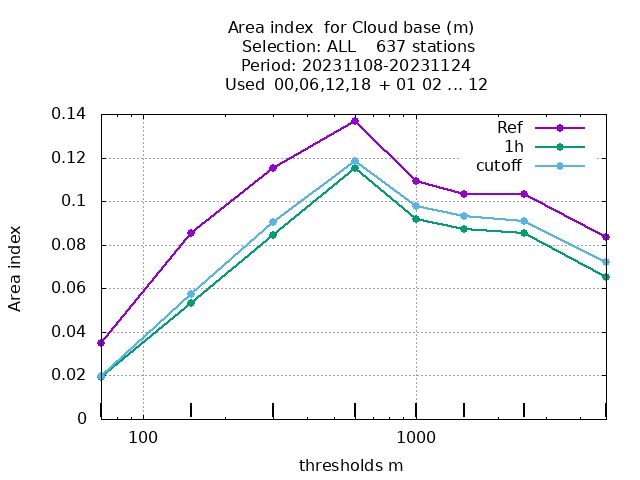 Area index  for Cloud base (m)
Selection: ALL    637 stations
Period: 20231108-20231124
Used  00,06,12,18  + 01 02 ... 12
Ref
1h
cutoff
0.14
0.12
0.1
0.08
0.06
0.04
0.02
0
Area index
100
1000
thresholds m